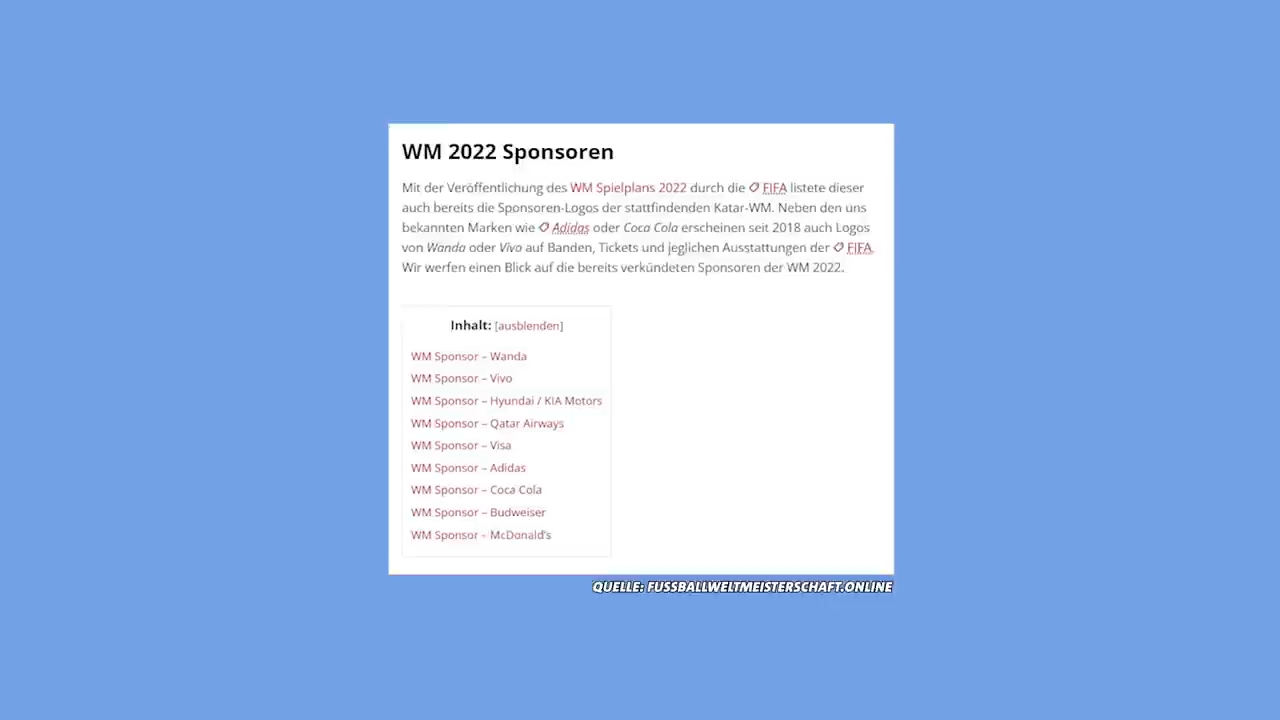 WM 2022 Sponsoren
Mit der Veröffentlichung des WM Spielplans 2022 durch die FIFA listete dieser
auch bereits die Sponsoren-Logos der stattfindenden Katar-WM. Neben den uns
bekannten Marken wie Adidas oder Coca Cola erscheinen seit 2018 auch Logos
von Wanda oder Vivo auf Banden, Tickets und jeglichen Ausstattungen der FIFA.
Wir werfen einen Blick auf die bereits verkündeten Sponsoren der WM 2022.
Inhalt: [ausblenden]
WM Sponsor – Wanda
WM Sponsor – Vivo
WM Sponsor – Hyundai / KIA Motors
WM Sponsor – Qatar Airways
WM Sponsor – Visa
WM Sponsor – Adidas
WM Sponsor – Coca Cola
WM Sponsor – Budweiser
WM Sponsor – McDonald's
QUELLE: FUSSBALLWELTMEISTERSCHAFT.ONLINE